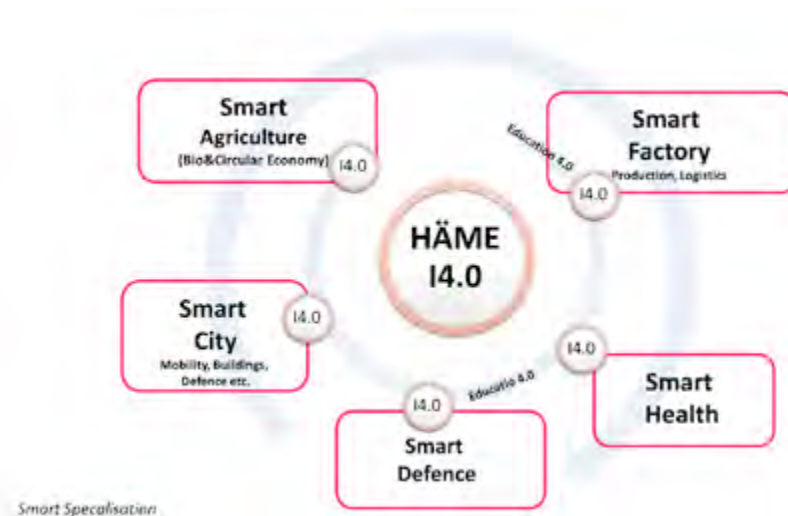 Smart
Agriculture
(Bio&Circular Economy)
I4.0
Education 4.0
Smart
Factory
Production, Logistics
I4.0
HÄME
I4.0
Smart
City
Mobility, Buildings,
Defence etc.
I4.0
I4.0
Smart
Health
Educatio 4.0
I4.0
Smart
Defence
Smart Specalisation